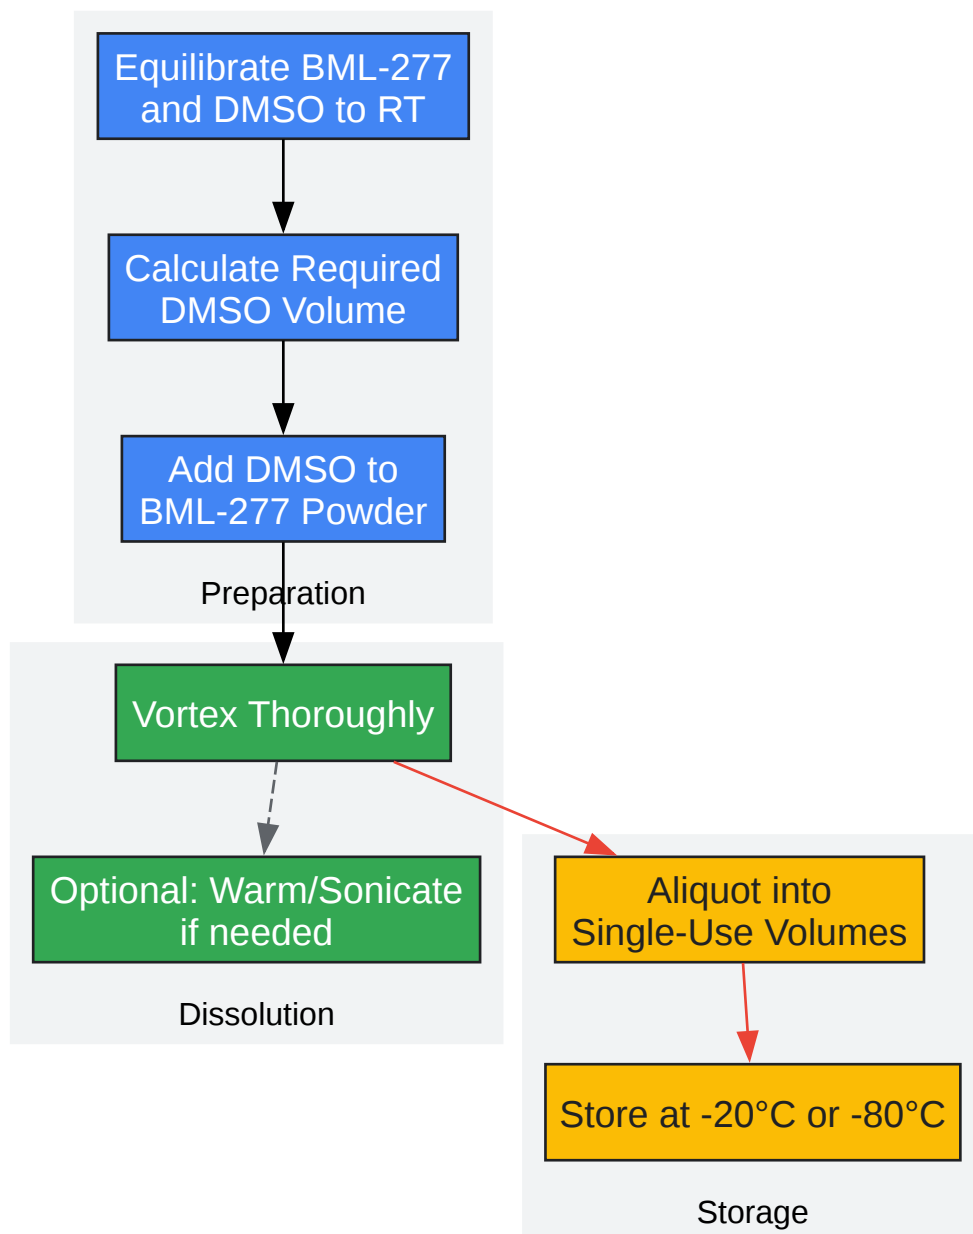 Equilibrate BML-277
and DMSO to RT
Calculate Required
DMSO Volume
Add DMSO to
BML-277 Powder
Preparation
Vortex Thoroughly
Optional: Warm/Sonicate
if needed
Dissolution
Aliquot into
Single-Use Volumes
Store at -20°C or -80°C
Storage